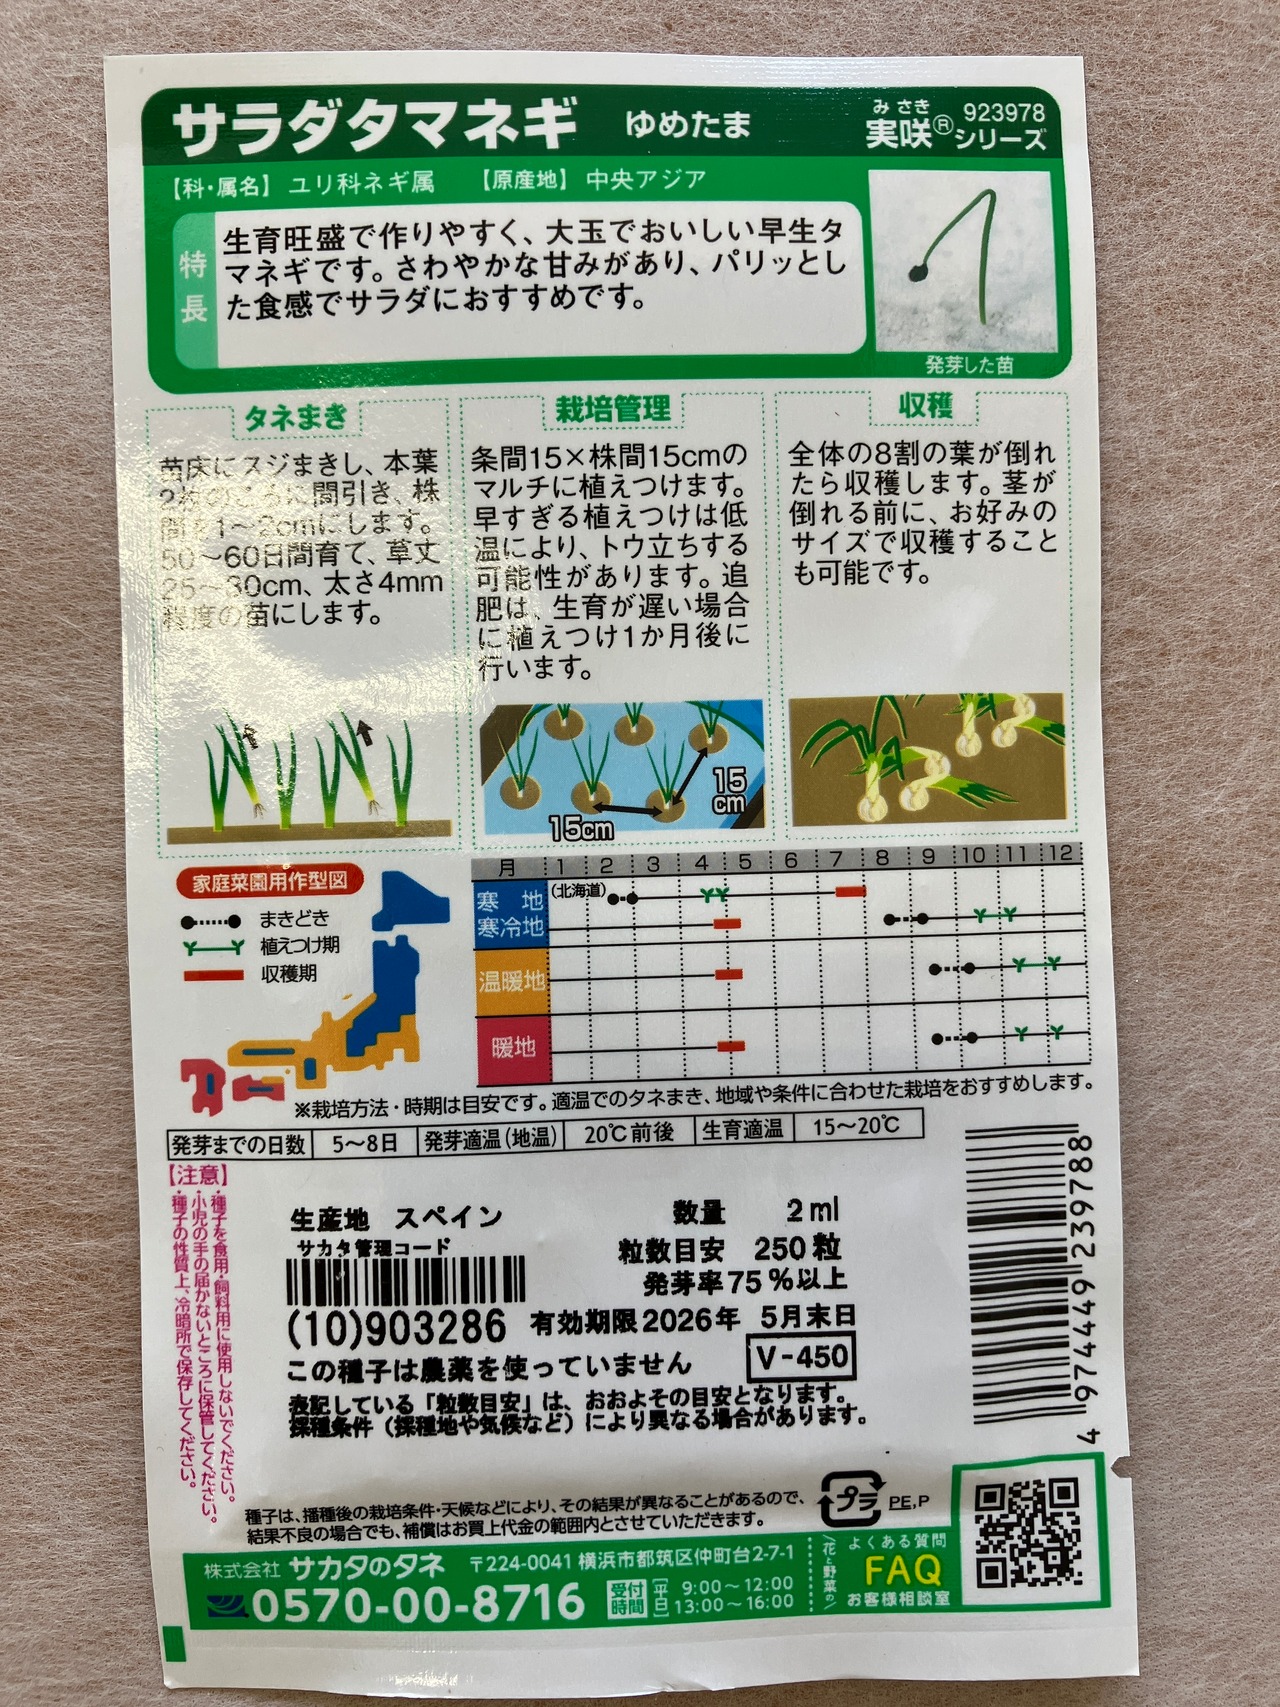 サラダタマネギ ゆめたま
みさき
実咲® 923978
シリーズ
【科・属名】 ユリ科ネギ属 【原産地】 中央アジア
特長
生育旺盛で作りやすく、大玉でおいしい早生タ
マネギです。さわやかな甘みがあり、パリッとし
た食感でサラダにおすすめです。
発芽した苗
タネまき
苗床にスジまきし、本葉
2枚のころに間引き、株
間を1〜2cmにします。
50〜60日間育て、草丈
25〜30cm、太さ4mm
程度の苗にします。
栽培管理
条間15×株間15cmの
マルチに植えつけます。
早すぎる植えつけは低
温により、トウ立ちする
可能性があります。追
肥は、生育が遅い場合
に植えつけ1か月後に
行います。
15cm
15
cm
収穫
全体の8割の葉が倒れ
たら収穫します。茎が
倒れる前に、お好みの
サイズで収穫すること
も可能です。
家庭菜園用作型図
まきどき
植えつけ期
収穫期
月 1 2 3 4 5 6 7 8 9 10 11 12
寒地 (北海道)
寒冷地
温暖地
暖地
※栽培方法・時期は目安です。適温でのタネまき、地域や条件に合わせた栽培をおすすめします。
発芽までの日数 5〜8日 発芽適温(地温) 20℃前後 生育適温 15〜20℃
【注意】
・種子を食用・飼料用に使用しないでください。
・小児の手の届かないところに保管してください。
・種子の性質上、冷暗所で保存してください。
生産地 スペイン
サカタ管理コード
(10)903286
数量 2ml
粒数目安 250粒
発芽率75%以上
有効期限2026年 5月末日
この種子は農薬を使っていません
V-450
表記している「粒数目安」は、おおよその目安となります。
採種条件(採種地や気候など)により異なる場合があります。
4 974449 239788
種子は、播種後の栽培条件・天候などにより、その結果が異なることがあるので、
結果不良の場合でも、補償はお買上代金の範囲内とさせていただきます。
プラ PE,P
株式会社 サカタのタネ 〒224-0041 横浜市都筑区仲町台2-7-1
0570-00-8716
受付時間 [平日] 9:00〜12:00
13:00〜16:00
花と野菜の
よくある質問
FAQ
お客様相談室